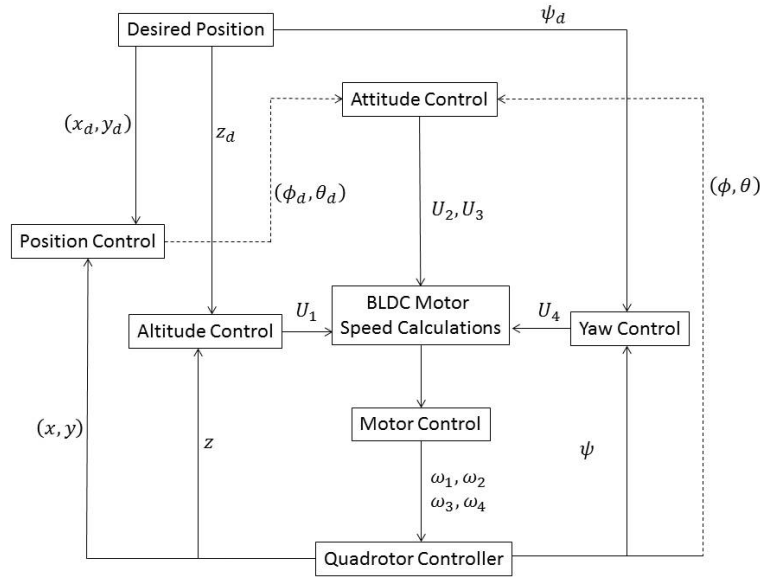 Desired Position
ψ_d
Attitude Control
(x_d, y_d)
z_d
(ϕ_d, θ_d)
(ϕ, θ)
U_2, U_3
Position Control
BLDC Motor
Speed Calculations
U_1
U_4
Altitude Control
Yaw Control
Motor Control
(x, y)
z
ψ
ω_1, ω_2
ω_3, ω_4
Quadrotor Controller